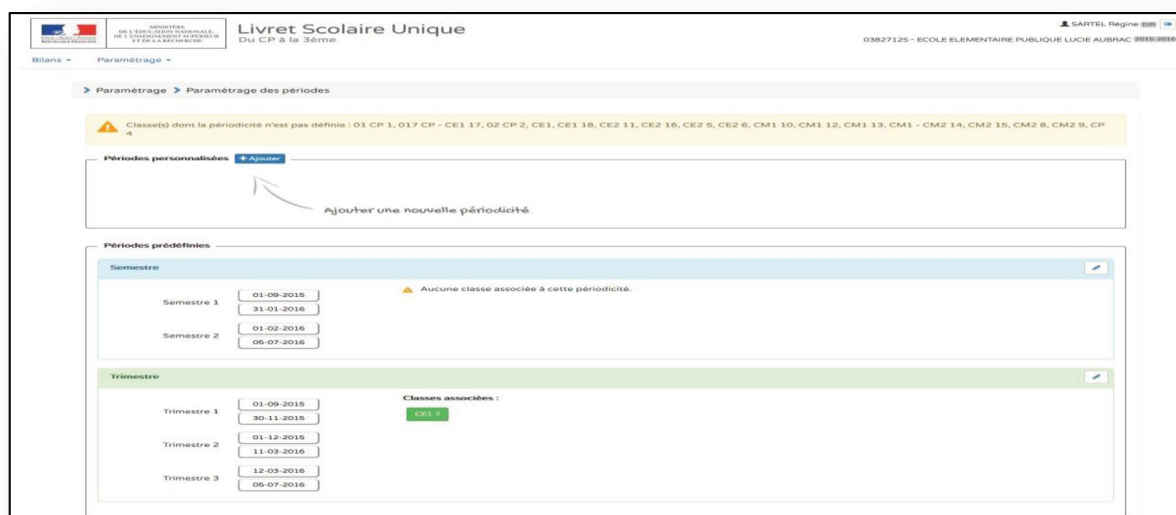 MINISTÈRE
DE L'ÉDUCATION NATIONALE,
DE L'ENSEIGNEMENT SUPÉRIEUR
ET DE LA RECHERCHE
RÉPUBLIQUE FRANÇAISE
Livret Scolaire Unique
Du CP à la 3ème
SARTEL Régine DIR
03827125 - ECOLE ELEMENTAIRE PUBLIQUE LUCIE AUBRAC 2015-2016
Bilans Paramétrage
Paramétrage Paramétrage des périodes
Classe(s) dont la périodicité n'est pas définie : 01 CP 1, 017 CP - CE1 17, 02 CP 2, CE1, CE1 18, CE2 11, CE2 16, CE2 5, CE2 6, CM1 10, CM1 12, CM1 13, CM1 - CM2 14, CM2 15, CM2 8, CM2 9, CP
4
Périodes personnalisées + Ajouter
Ajouter une nouvelle périodicité
Périodes prédéfinies
Semestre
Semestre 1
01-09-2015
31-01-2016
Aucune classe associée à cette périodicité.
Semestre 2
01-02-2016
05-07-2016
Trimestre
Trimestre 1
01-09-2015
30-11-2015
Classes associées :
CE1 7
Trimestre 2
01-12-2015
11-03-2016
Trimestre 3
12-03-2016
05-07-2016